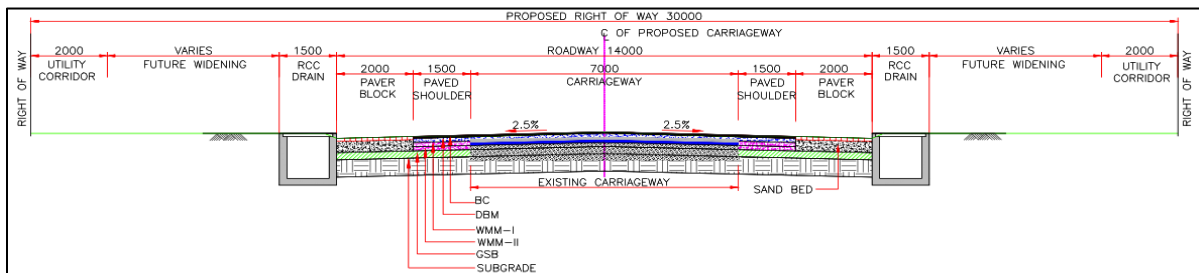 PROPOSED RIGHT OF WAY 30000
℄ OF PROPOSED CARRIAGEWAY
RIGHT OF WAY
2000
UTILITY
CORRIDOR
VARIES
FUTURE WIDENING
1500
RCC
DRAIN
ROADWAY 14000
2000
PAVER
BLOCK
1500
PAVED
SHOULDER
7000
CARRIAGEWAY
1500
PAVED
SHOULDER
2000
PAVER
BLOCK
1500
RCC
DRAIN
VARIES
FUTURE WIDENING
2000
UTILITY
CORRIDOR
RIGHT OF WAY
2.5%
2.5%
EXISTING CARRIAGEWAY
SAND BED
BC
DBM
WMM-I
WMM-II
GSB
SUBGRADE